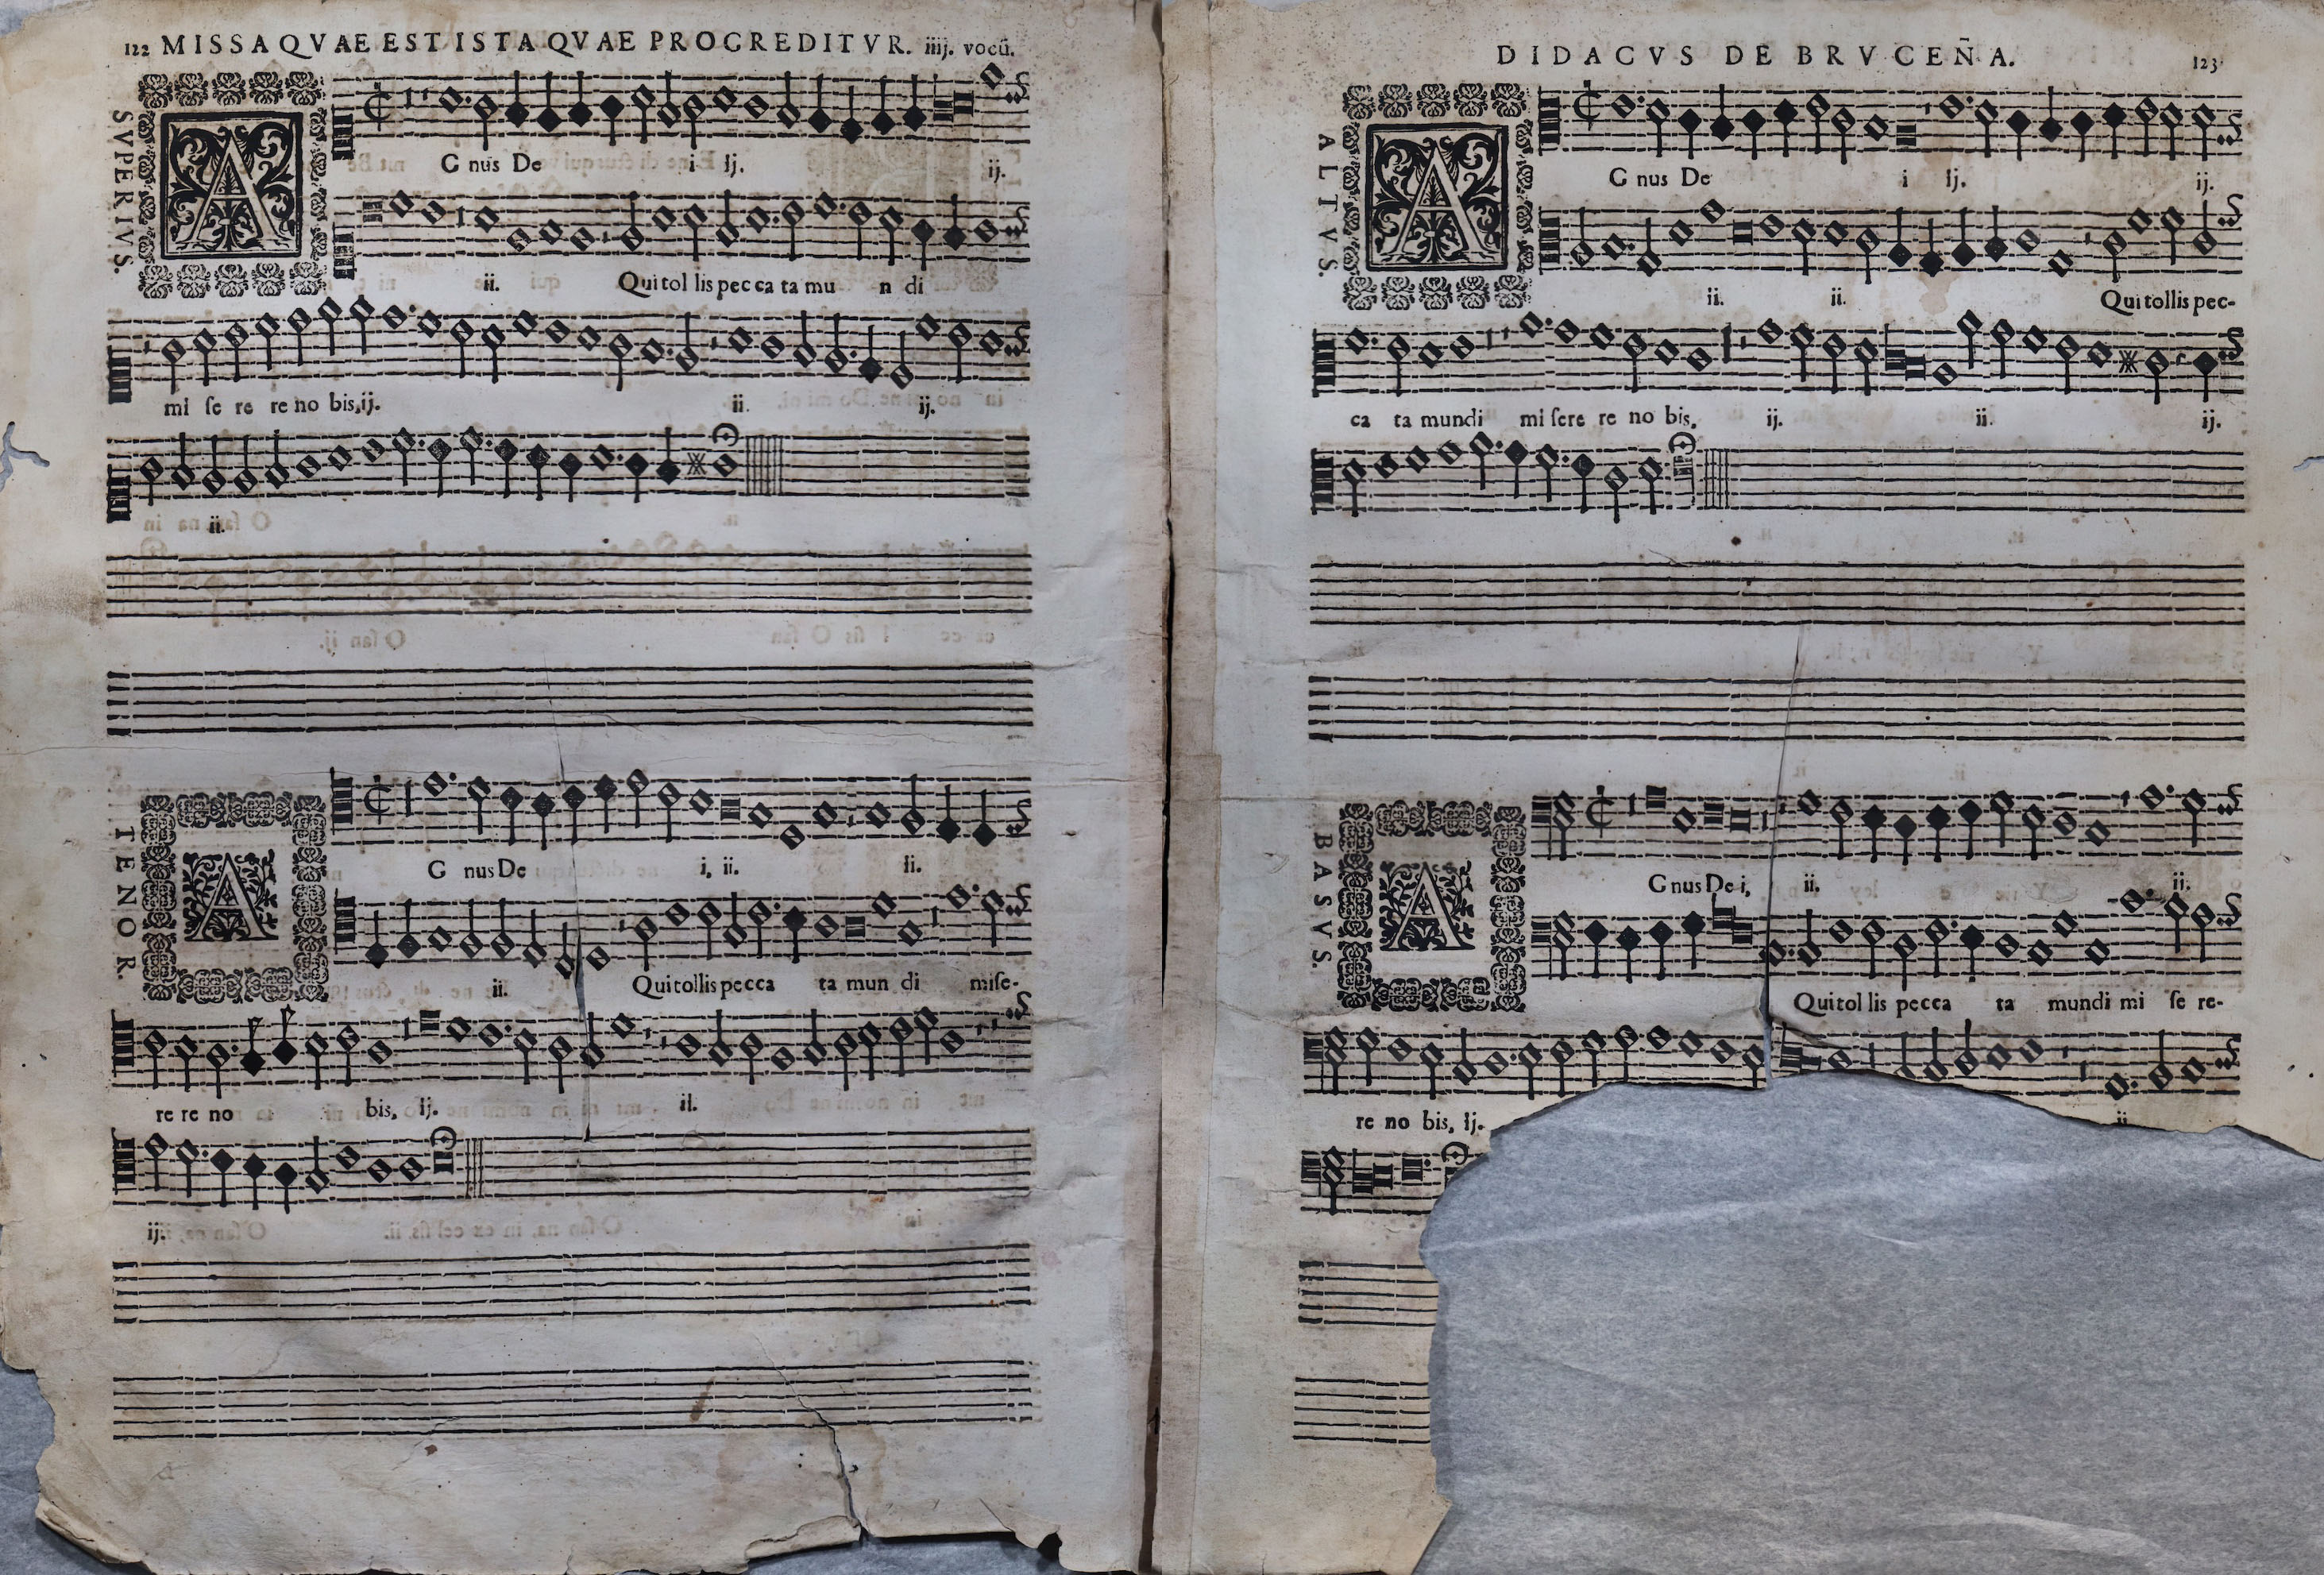 122 MISSA QVAE EST ISTA QVAE PROGREDITVR. iiij. vocũ.
SVPERIVS.
A G nus De i ij. ij.
ii. Qui tol lis pec ca ta mu n di
mi ſe re re no bis, ij. ii. ij.
ii.
TENOR.
A G nus De i, ii. ii.
ii. Qui tollis pecca ta mun di miſe-
re re no bis, ij. ii.
ij.
DIDACVS DE BRVCEÑA. 123
ALTVS.
A G nus De i ij. ij.
ii. ii. Qui tollis pec-
ca ta mundi mi ſere re no bis, ij. ii. ij.
BASVS.
A G nus De i, ii. ii.
Qui tol lis pecca ta mundi mi ſe re-
re no bis, ij. ii